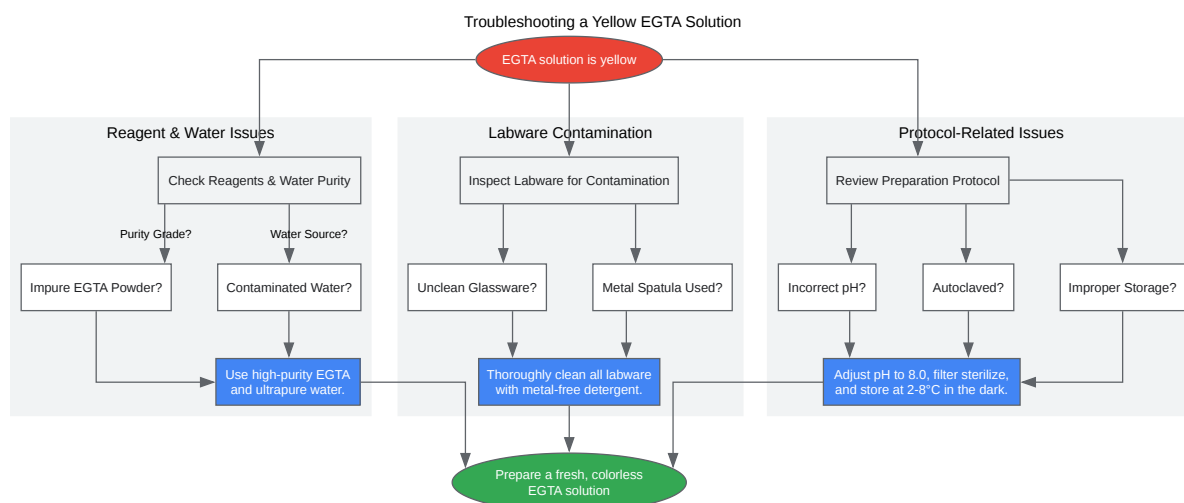 Troubleshooting a Yellow EGTA Solution
EGTA solution is yellow
Reagent & Water Issues
Labware Contamination
Protocol-Related Issues
Check Reagents & Water Purity
Inspect Labware for Contamination
Review Preparation Protocol
Purity Grade?
Water Source?
Impure EGTA Powder?
Contaminated Water?
Unclean Glassware?
Metal Spatula Used?
Incorrect pH?
Autoclaved?
Improper Storage?
Use high-purity EGTA
and ultrapure water.
Thoroughly clean all labware
with metal-free detergent.
Adjust pH to 8.0, filter sterilize,
and store at 2-8°C in the dark.
Prepare a fresh, colorless
EGTA solution